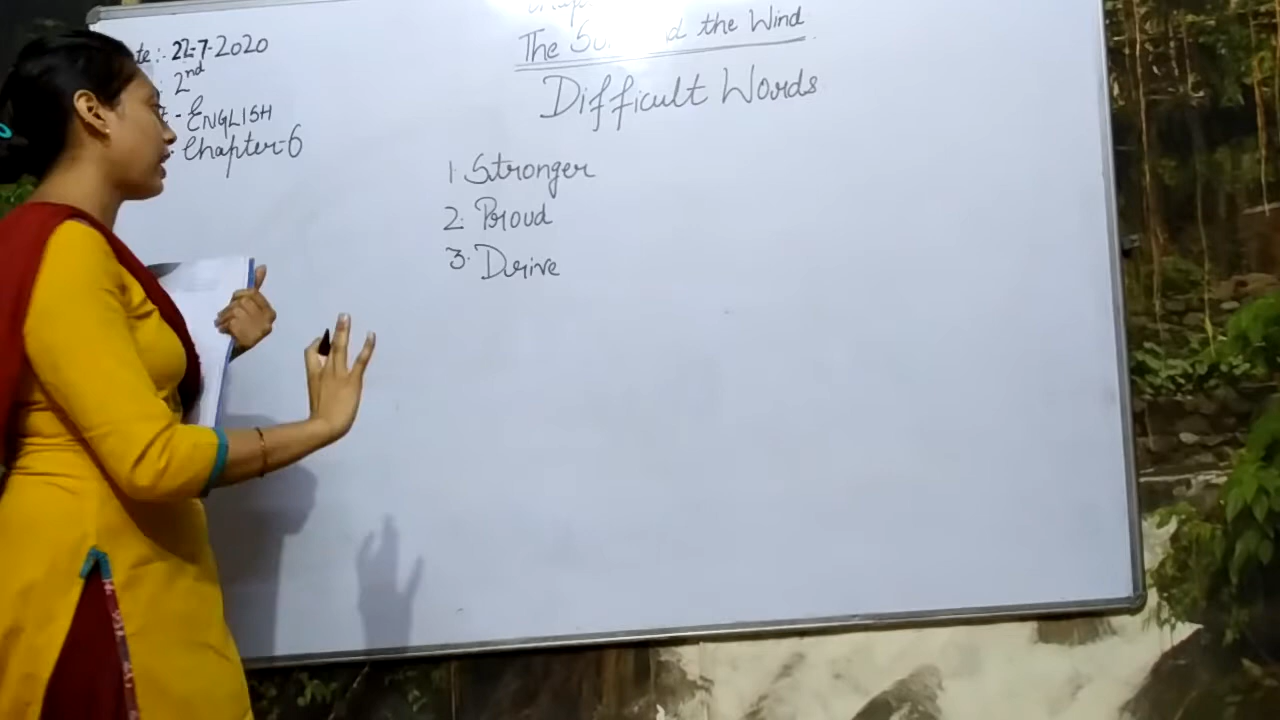 te :- 22-7-2020
: 2nd
- ENGLISH
Chapter-6
The Su d the Wind
Difficult Words
1. Stronger
2. Proud
3. Drive